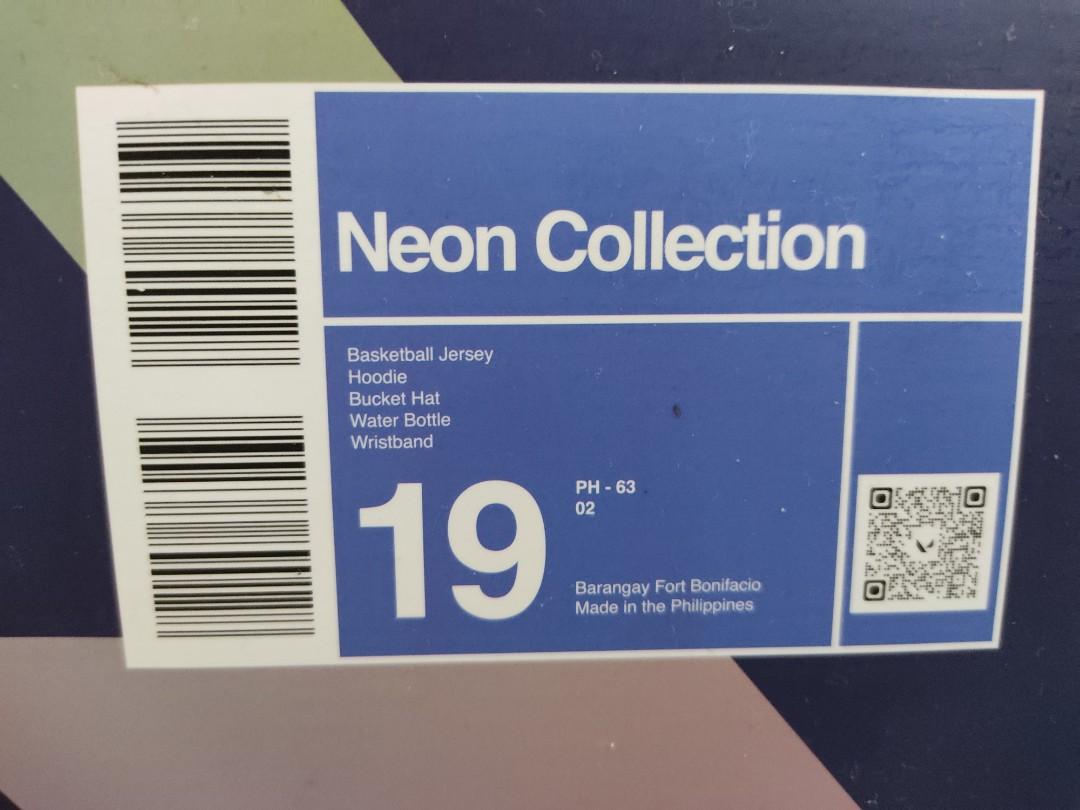 Neon Collection
Basketball Jersey
Hoodie
Bucket Hat
Water Bottle
Wristband
19
PH - 63
02
Barangay Fort Bonifacio
Made in the Philippines